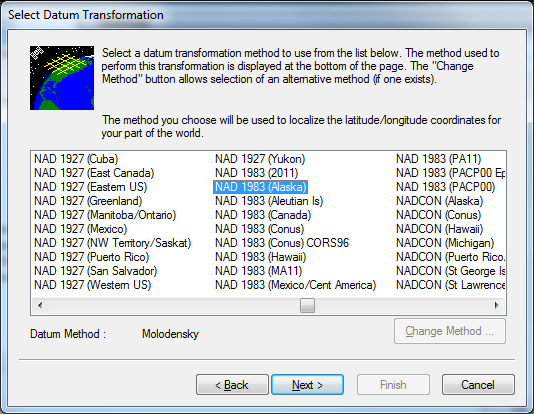 Select Datum Transformation
Select a datum transformation method to use from the list below. The method used to
perform this transformation is displayed at the bottom of the page. The "Change
Method" button allows selection of an alternative method (if one exists).
The method you choose will be used to localize the latitude/longitude coordinates for
your part of the world.
NAD 1927 (Cuba)
NAD 1927 (East Canada)
NAD 1927 (Eastern US)
NAD 1927 (Greenland)
NAD 1927 (Manitoba/Ontario)
NAD 1927 (Mexico)
NAD 1927 (NW Territory/Saskat)
NAD 1927 (Puerto Rico)
NAD 1927 (San Salvador)
NAD 1927 (Western US)
NAD 1927 (Yukon)
NAD 1983 (2011)
NAD 1983 (Alaska)
NAD 1983 (Aleutian Is)
NAD 1983 (Canada)
NAD 1983 (Conus)
NAD 1983 (Conus) CORS96
NAD 1983 (Hawaii)
NAD 1983 (MA11)
NAD 1983 (Mexico/Cent America)
NAD 1983 (PA11)
NAD 1983 (PACP00 Ep
NAD 1983 (PACP00)
NADCON (Alaska)
NADCON (Conus)
NADCON (Hawaii)
NADCON (Michigan)
NADCON (Puerto Rico.
NADCON (St George Is
NADCON (St Lawrence
Datum Method : Molodensky
Change Method ...
< Back Next > Finish Cancel